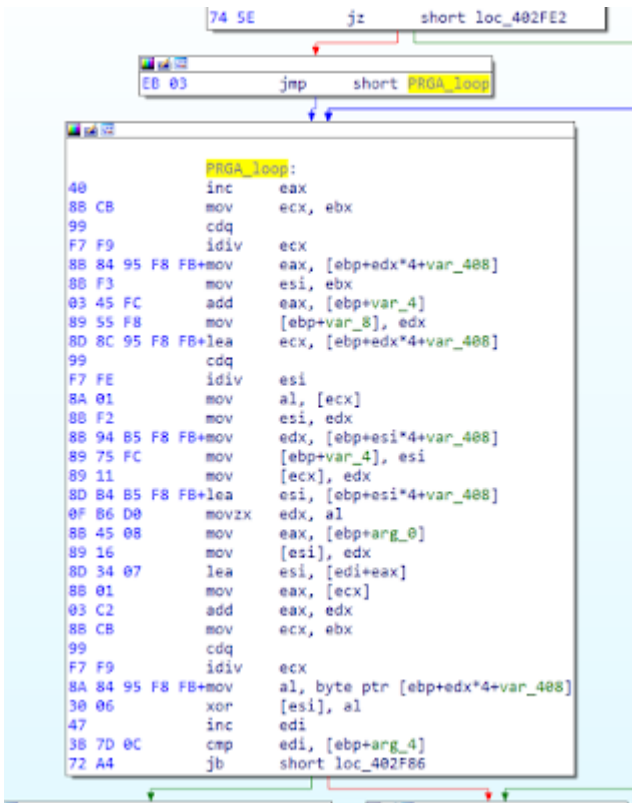 74 5E jz short loc_402FE2
EB 03 jmp short PRGA_loop
PRGA_loop:
40 inc eax
8B CB mov ecx, ebx
99 cdq
F7 F9 idiv ecx
8B 84 95 F8 FB+mov eax, [ebp+edx*4+var_408]
8B F3 mov esi, ebx
03 45 FC add eax, [ebp+var_4]
89 55 F8 mov [ebp+var_8], edx
8D 8C 95 F8 FB+lea ecx, [ebp+edx*4+var_408]
99 cdq
F7 FE idiv esi
8A 01 mov al, [ecx]
8B F2 mov esi, edx
8B 94 B5 F8 FB+mov edx, [ebp+esi*4+var_408]
89 75 FC mov [ebp+var_4], esi
89 11 mov [ecx], edx
8D B4 B5 F8 FB+lea esi, [ebp+esi*4+var_408]
0F B6 D0 movzx edx, al
8B 45 08 mov eax, [ebp+arg_0]
89 16 mov [esi], edx
8D 34 07 lea esi, [edi+eax]
8B 01 mov eax, [ecx]
03 C2 add eax, edx
8B CB mov ecx, ebx
99 cdq
F7 F9 idiv ecx
8A 84 95 F8 FB+mov al, byte ptr [ebp+edx*4+var_408]
30 06 xor [esi], al
47 inc edi
3B 7D 0C cmp edi, [ebp+arg_4]
72 A4 jb short loc_402F86